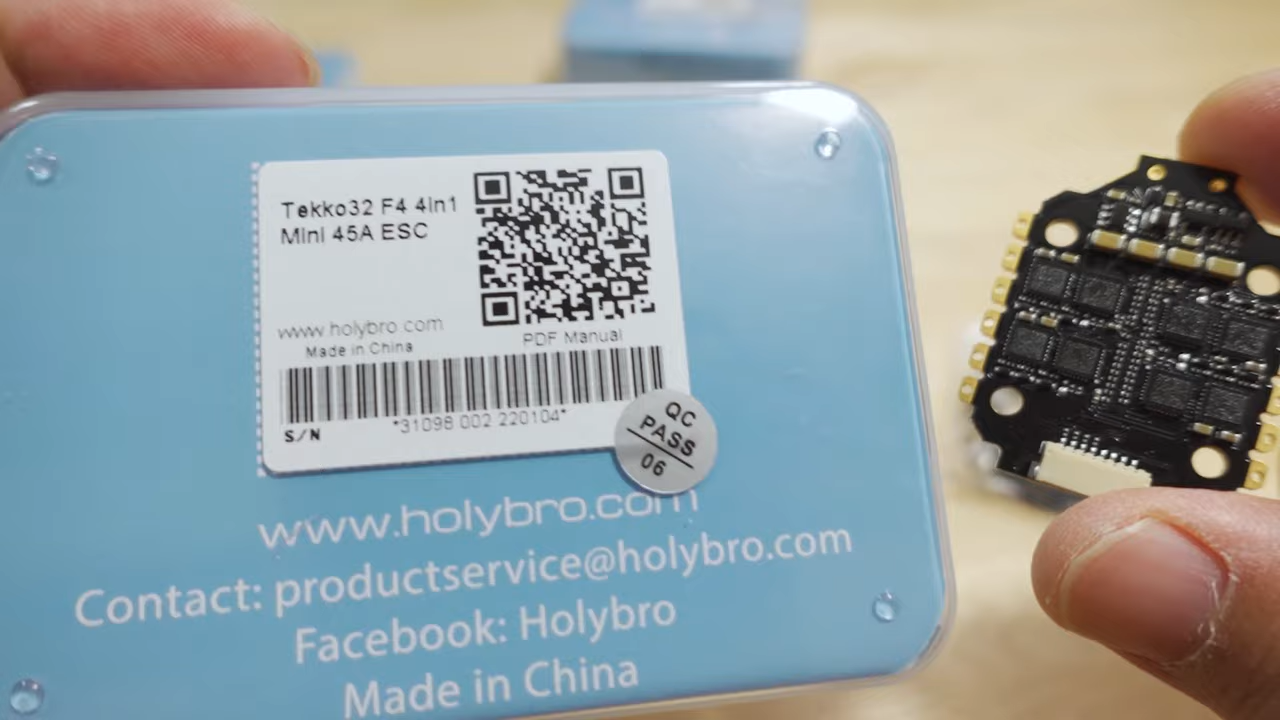 Tekko32 F4 4in1
Mini 45A ESC
www.holybro.com
Made in China
PDF Manual
S/N
*31098 002 220104*
QC
PASS
06
www.holybro.com
Contact: productservice@holybro.com
Facebook: Holybro
Made in China